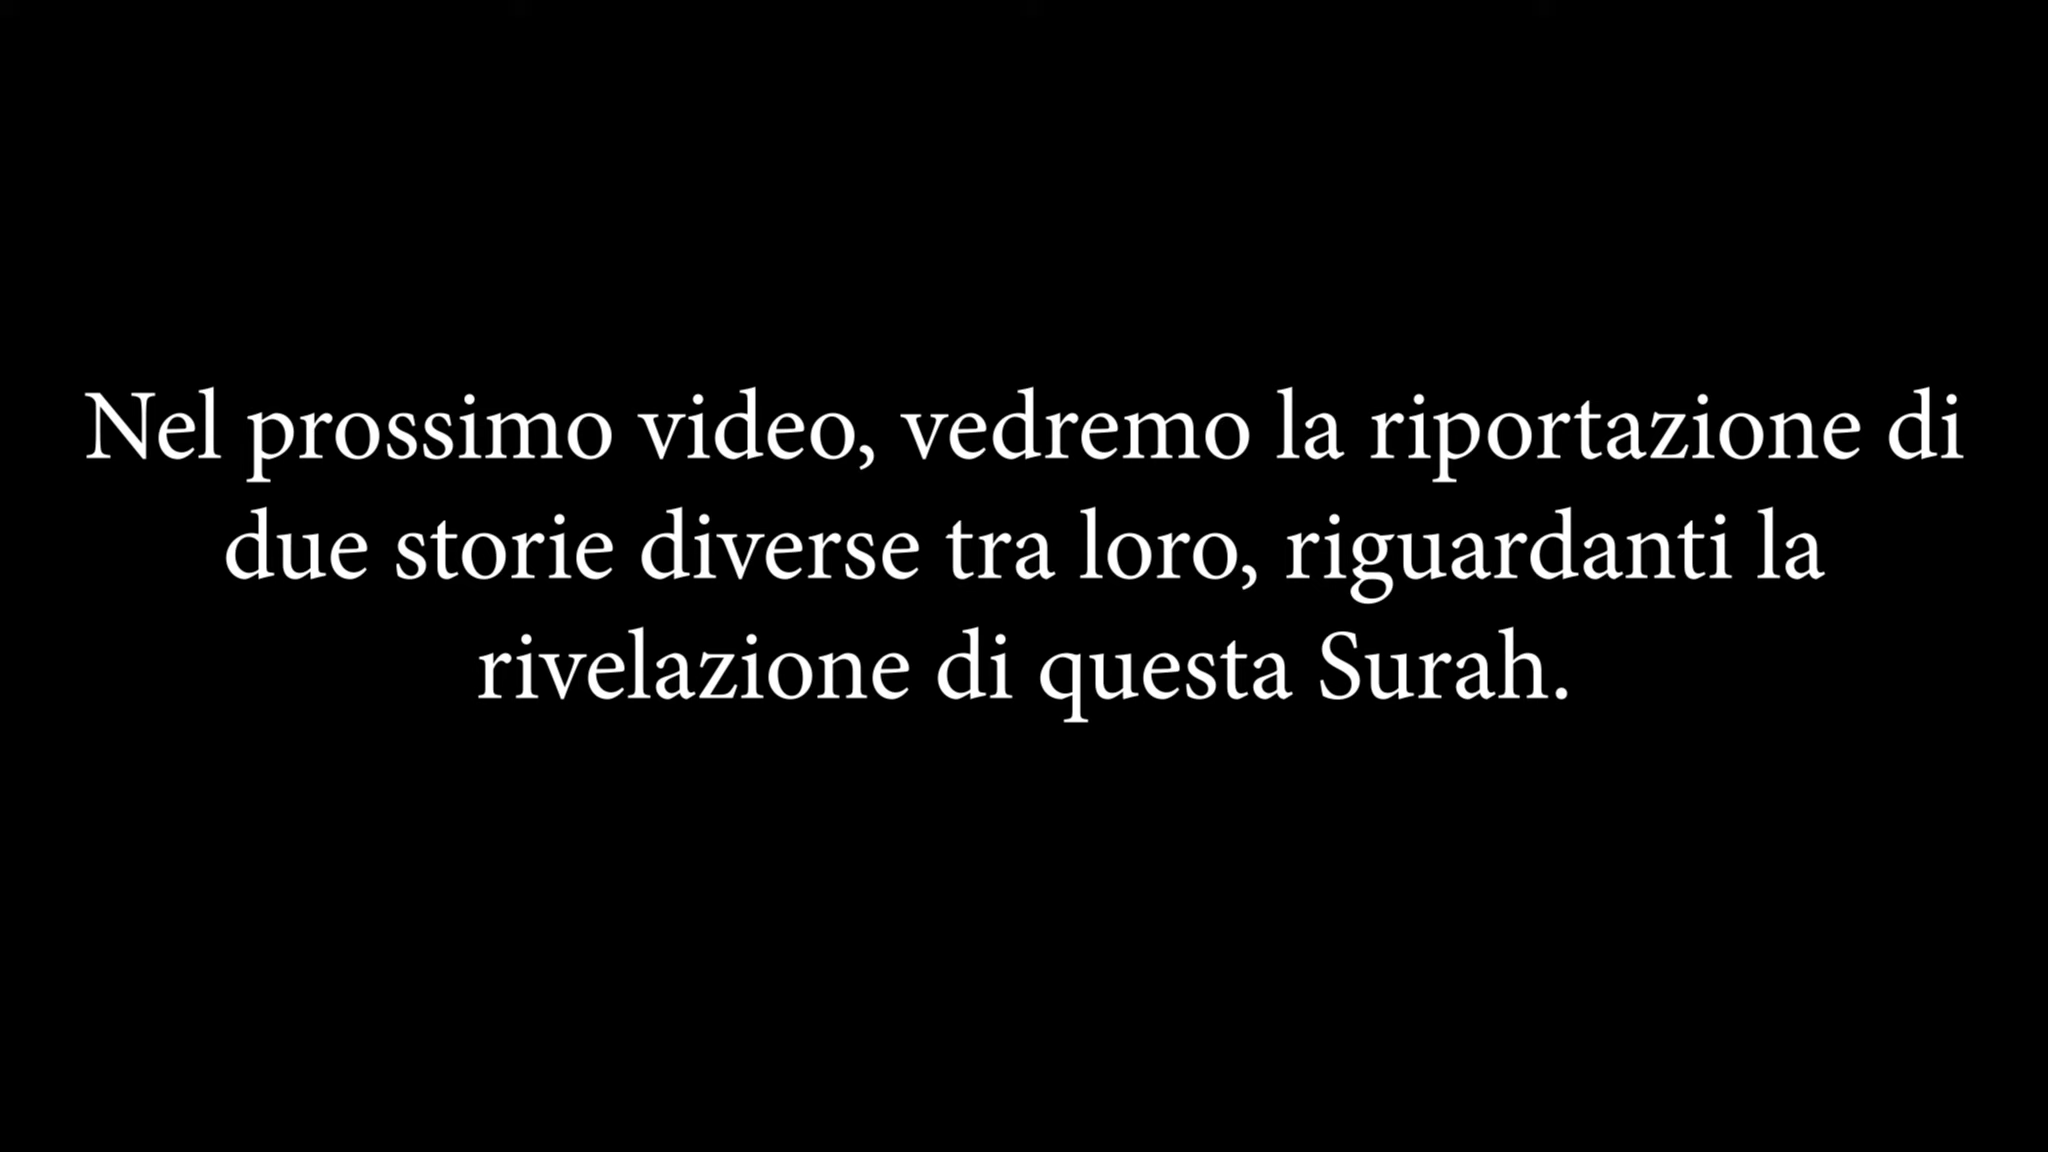 Nel prossimo video, vedremo la riportazione di
due storie diverse tra loro, riguardanti la
rivelazione di questa Surah.